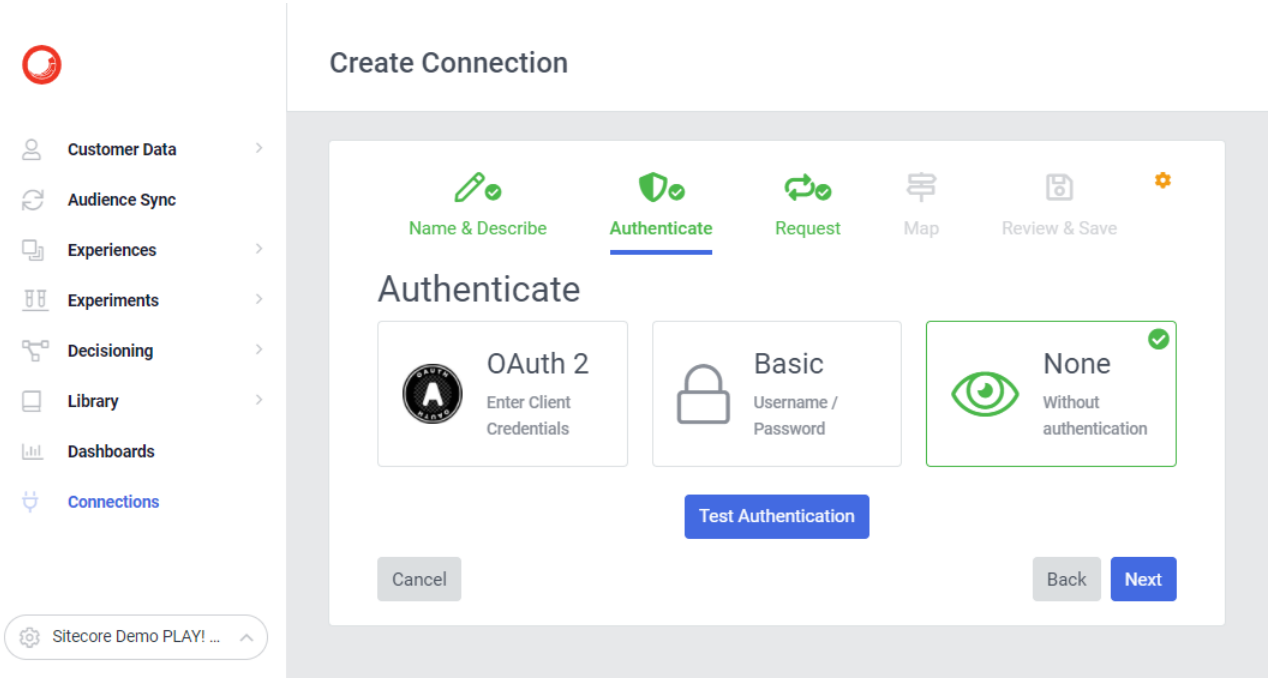 Create Connection
Customer Data
Audience Sync
Experiences
Experiments
Decisioning
Library
Dashboards
Connections
Sitecore Demo PLAY! ...
Name & Describe
Authenticate
Request
Map
Review & Save
Authenticate
OAuth 2
Enter Client
Credentials
Basic
Username /
Password
None
Without
authentication
Test Authentication
Cancel
Back
Next
OAUTH
A
OAUTH